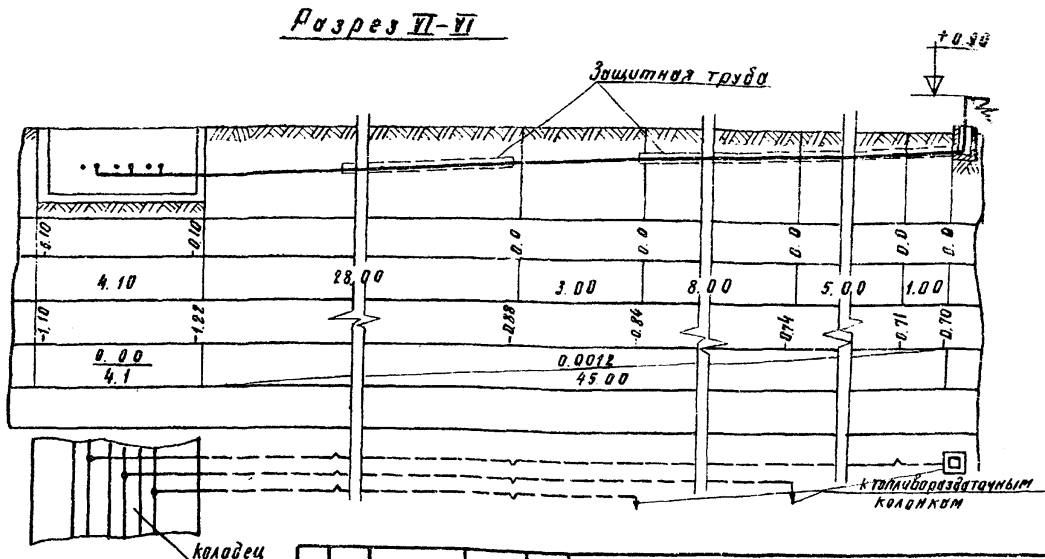 Разрез VI-VI
+0.90
Защитная труба
-0.10 -0.10 0.0 0.0 0.0 0.0 0.0
4.10 28.00 3.00 8.00 5.00 1.00
-1.10 -1.22 -0.88 -0.84 -0.74 -0.71 -0.70
0.00
4.1
0.0012
45.00
к топливораздаточным
колонкам
колодец